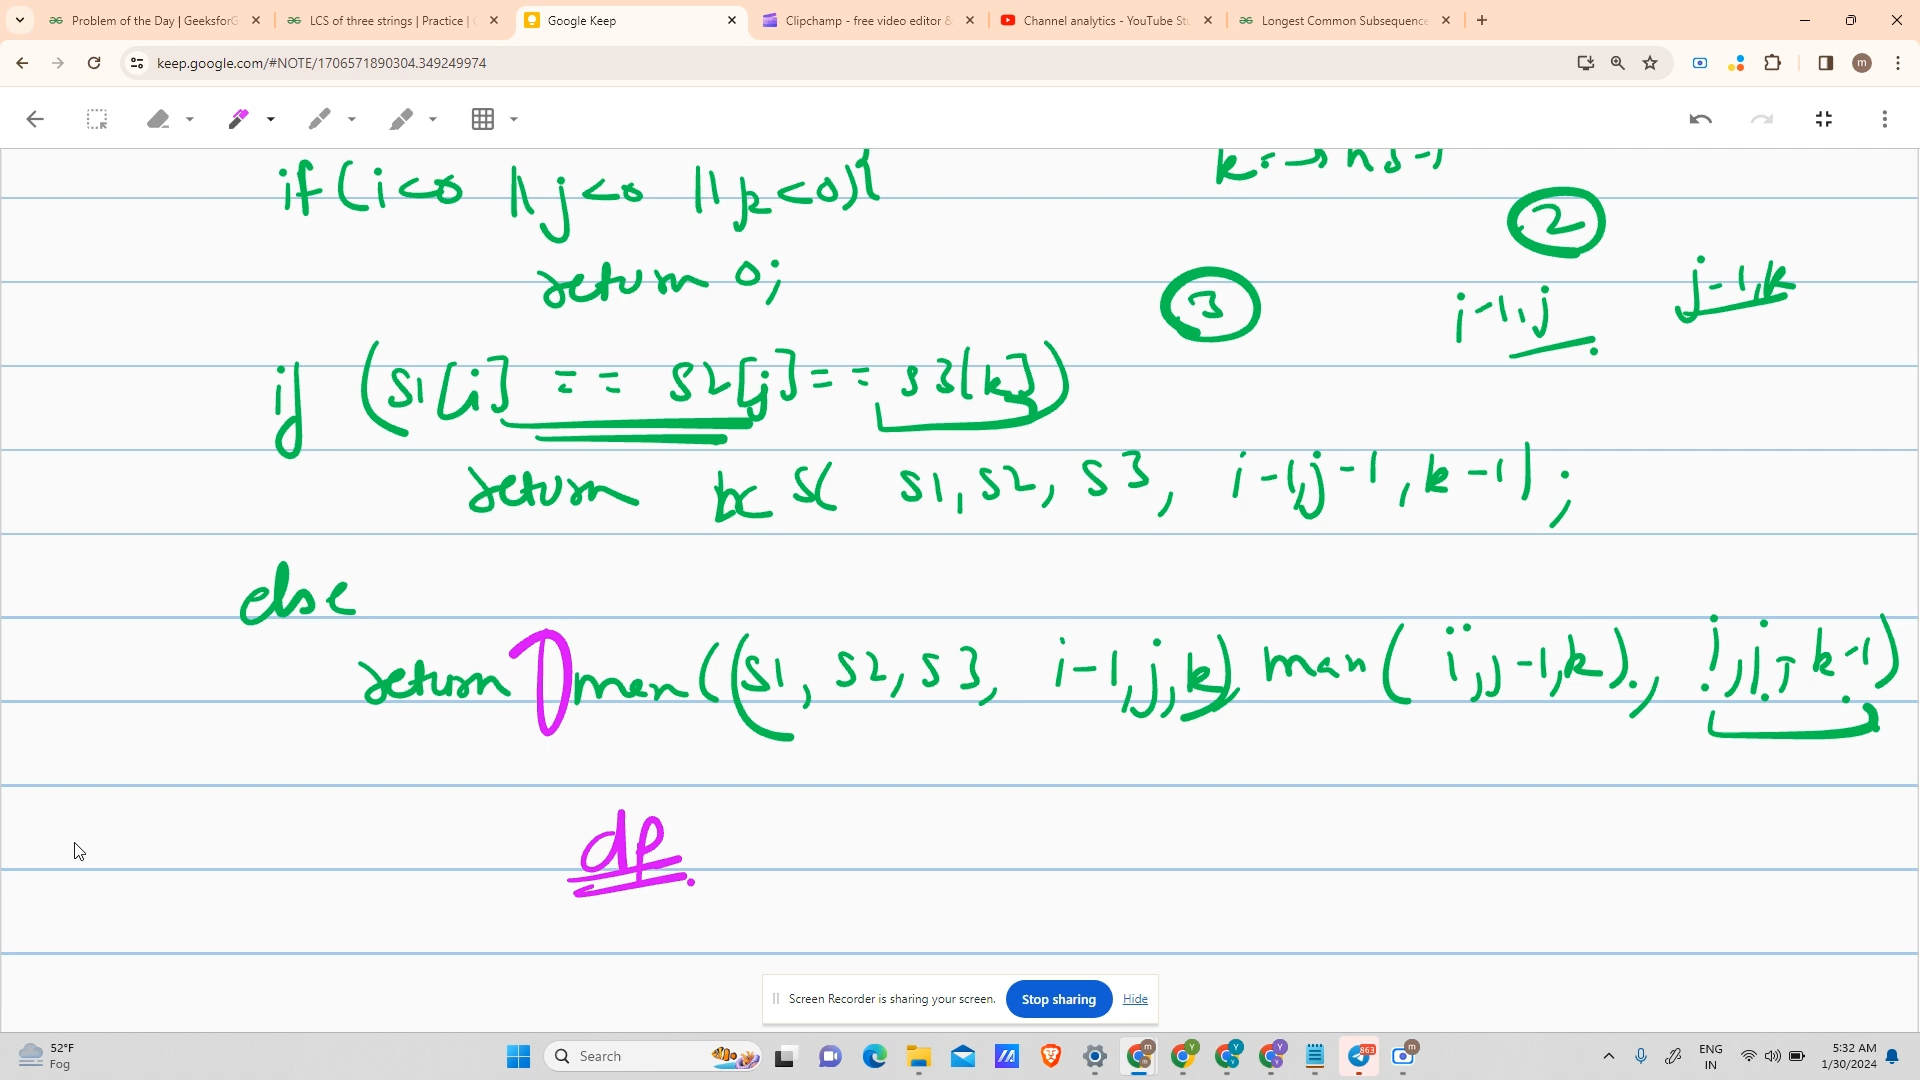 Problem of the Day | GeeksforG
LCS of three strings | Practice |
Google Keep
Clipchamp - free video editor &
Channel analytics - YouTube St
Longest Common Subsequence
keep.google.com/#NOTE/1706571890304.349249974
m
if (i<0 || j<0 || k<0){
2
return 0;
3
i-1,j
j-1,k
if (s1[i] == s2[j] == s3[k])
return lcs( s1, s2, s3, i-1,j-1, k-1);
else
return max((s1, s2, s3, i-1, j, k), max( i, j-1, k), i, j, k-1)
dp
Screen Recorder is sharing your screen.
Stop sharing
Hide
52°F
Fog
Search
863
ENG
IN
5:32 AM
1/30/2024